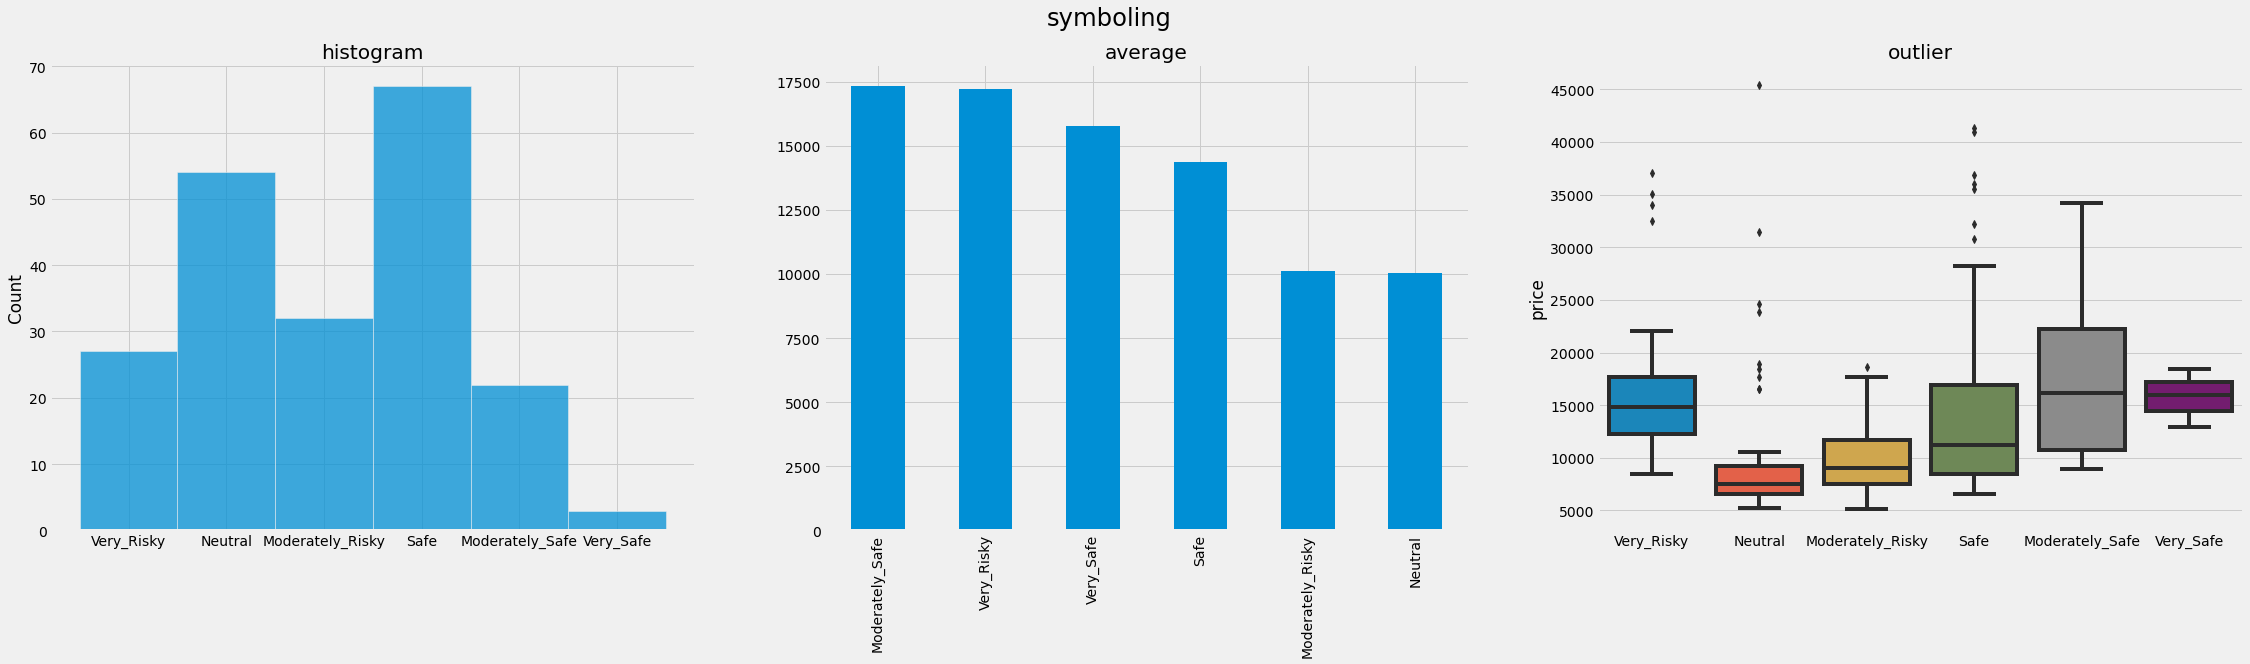 symboling
histogram
70
60
50
40
30
20
10
0
Count
Very_Risky Neutral Moderately_Risky Safe Moderately_Safe Very_Safe
average
17500
15000
12500
10000
7500
5000
2500
0
Moderately_Safe
Very_Risky
Very_Safe
Safe
Moderately_Risky
Neutral
outlier
45000
40000
35000
30000
25000
20000
15000
10000
5000
price
Very_Risky Neutral Moderately_Risky Safe Moderately_Safe Very_Safe